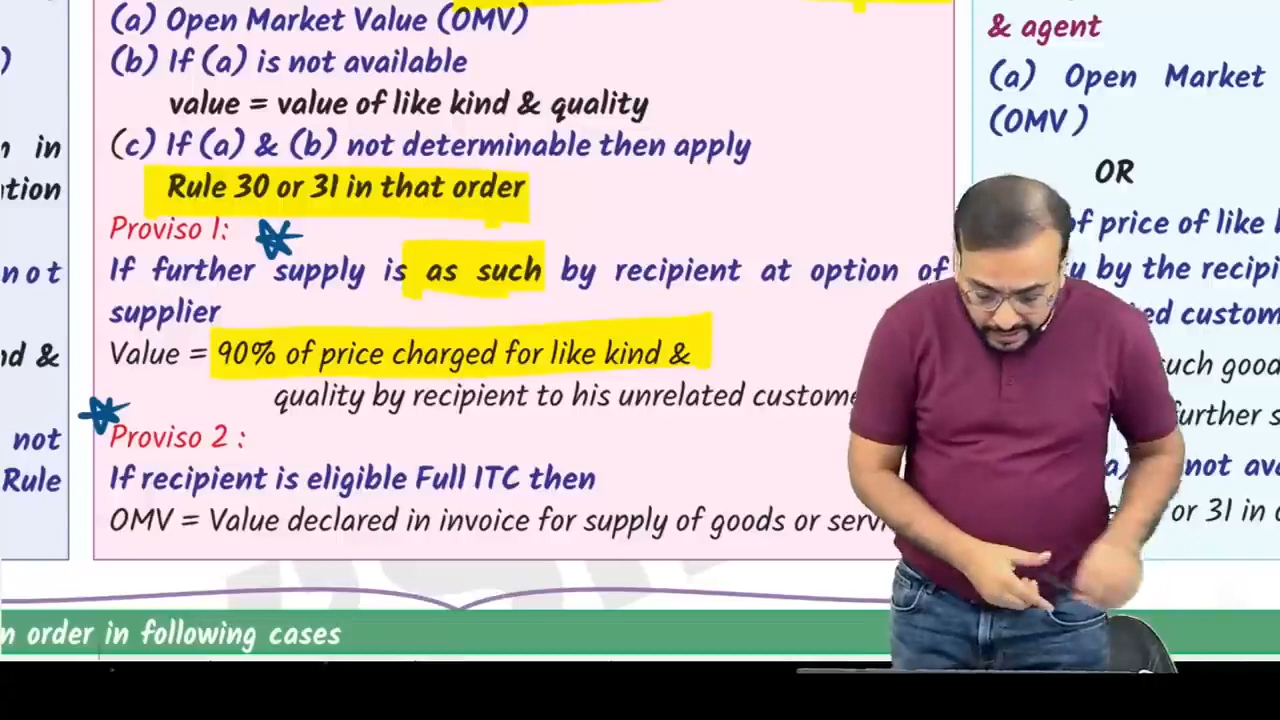 )
n in
tion
not
nd &
not
Rule
(a) Open Market Value (OMV)
(b) If (a) is not available
value = value of like kind & quality
(c) If (a) & (b) not determinable then apply
Rule 30 or 31 in that order
Proviso 1:
If further supply is as such by recipient at option of
supplier
Value = 90% of price charged for like kind &
quality by recipient to his unrelated custome
Proviso 2 :
If recipient is eligible Full ITC then
OMV = Value declared in invoice for supply of goods or servi
& agent
(a) Open Market
(OMV)
OR
of price of like
y by the recipi
ed custom
such good
further s
a) not ava
or 31 in
n order in following cases